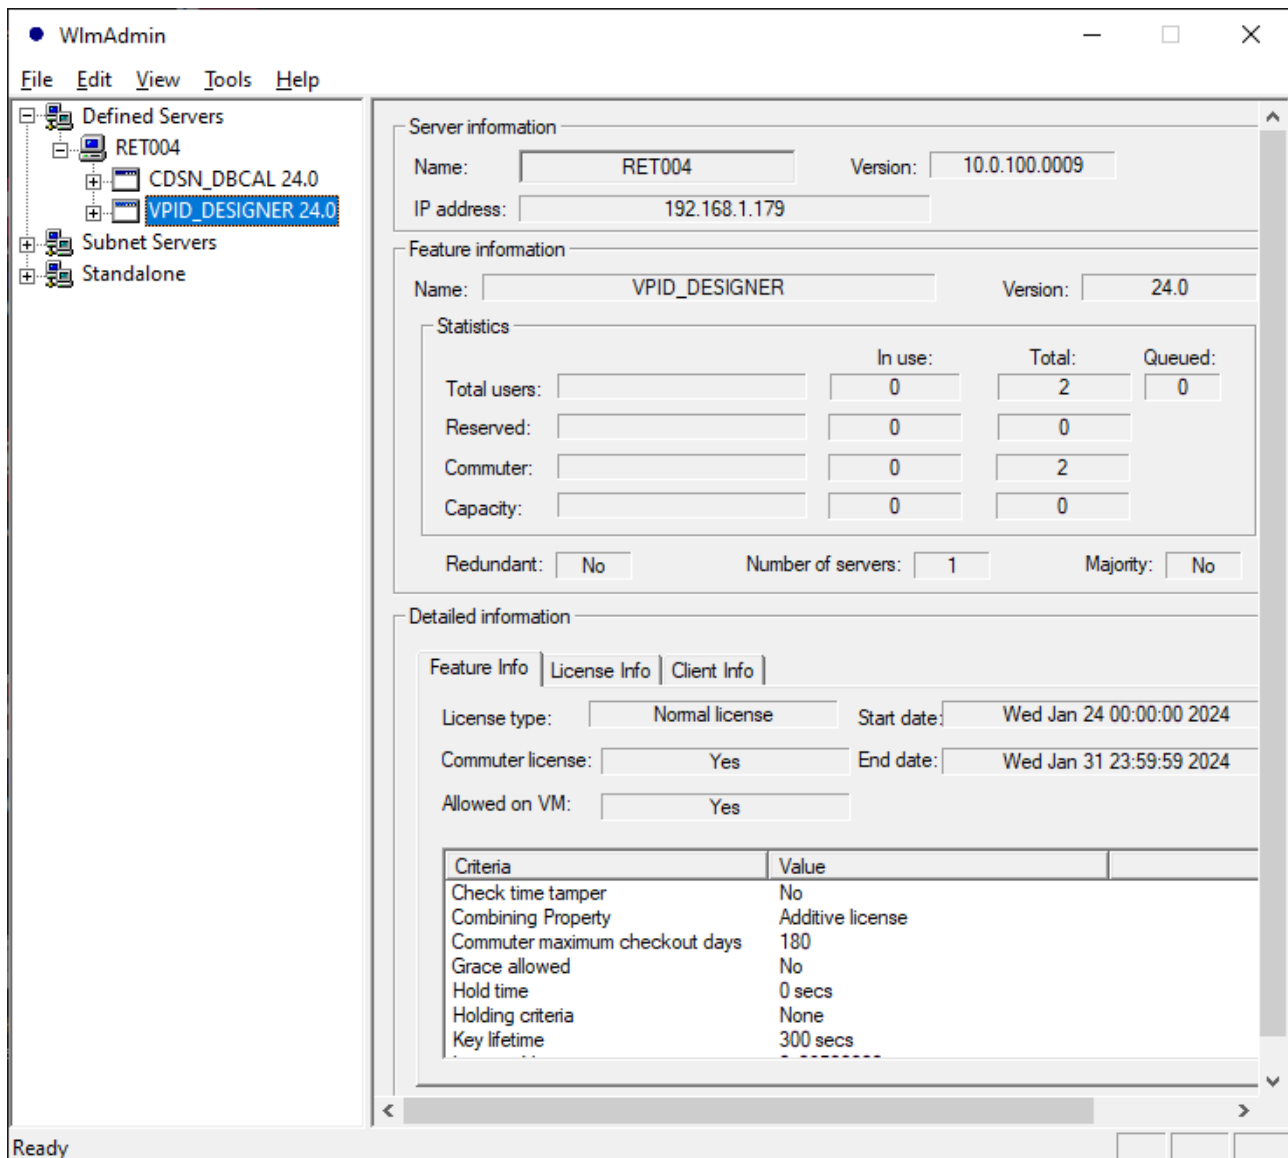 WlmAdmin
File Edit View Tools Help
Defined Servers
RET004
CDSN_DBCAL 24.0
VPID_DESIGNER 24.0
Subnet Servers
Standalone
Server information
Name: RET004 Version: 10.0.100.0009
IP address: 192.168.1.179
Feature information
Name: VPID_DESIGNER Version: 24.0
Statistics
In use: Total: Queued:
Total users: 0 2 0
Reserved: 0 0
Commuter: 0 2
Capacity: 0 0
Redundant: No Number of servers: 1 Majority: No
Detailed information
Feature Info License Info Client Info
License type: Normal license Start date: Wed Jan 24 00:00:00 2024
Commuter license: Yes End date: Wed Jan 31 23:59:59 2024
Allowed on VM: Yes
Criteria Value
Check time tamper No
Combining Property Additive license
Commuter maximum checkout days 180
Grace allowed No
Hold time 0 secs
Holding criteria None
Key lifetime 300 secs
Ready